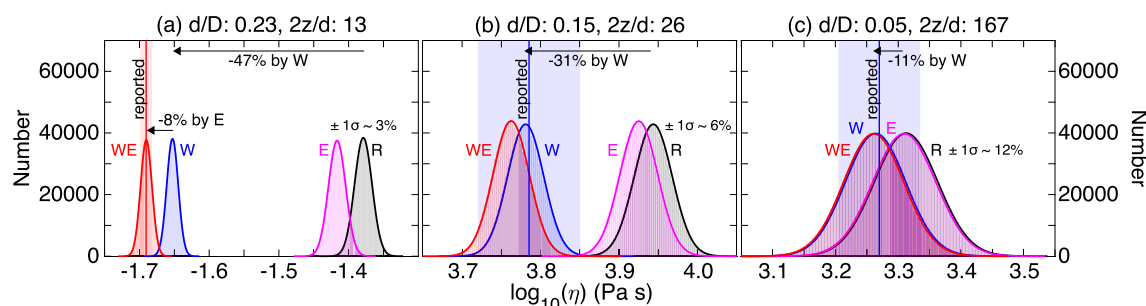 (a) d/D: 0.23, 2z/d: 13
(b) d/D: 0.15, 2z/d: 26
(c) d/D: 0.05, 2z/d: 167
Number
60000
40000
20000
0
reported
-47% by W
-8% by E
WE
W
E
R
± 1σ ~ 3%
-1.7
-1.6
-1.5
-1.4
reported
-31% by W
WE
W
E
R
± 1σ ~ 6%
3.7
3.8
3.9
4.0
reported
-11% by W
WE
W
E
R
± 1σ ~ 12%
3.1
3.2
3.3
3.4
3.5
60000
40000
20000
0
Number
log10(η) (Pa s)